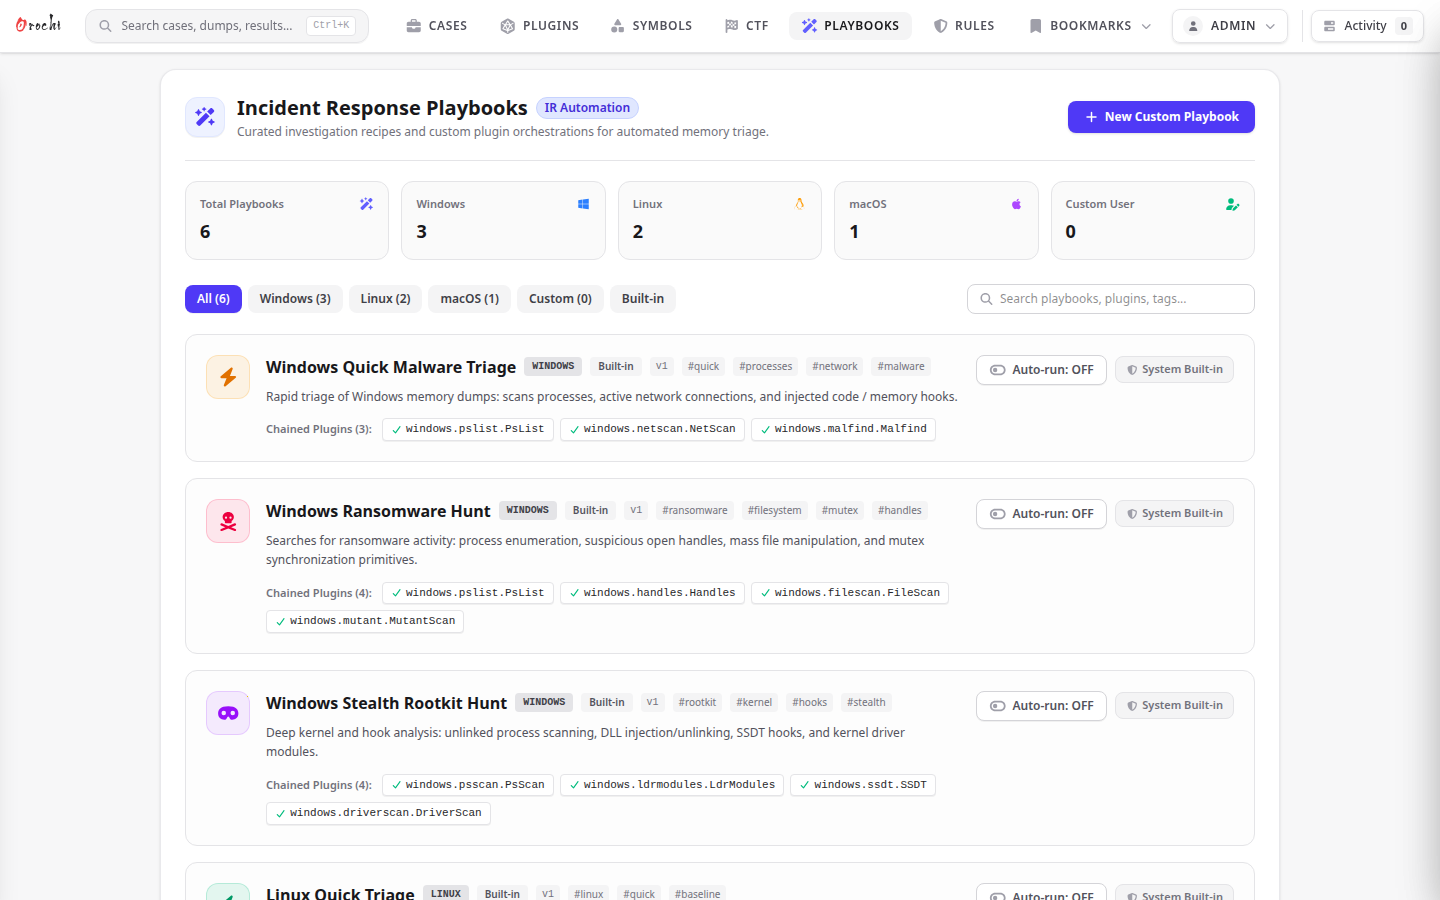 Orochi
Search cases, dumps, results... Ctrl+K
CASES
PLUGINS
SYMBOLS
CTF
PLAYBOOKS
RULES
BOOKMARKS
ADMIN
Activity 0
Incident Response Playbooks IR Automation
Curated investigation recipes and custom plugin orchestrations for automated memory triage.
New Custom Playbook
Total Playbooks
6
Windows
3
Linux
2
macOS
1
Custom User
0
All (6) Windows (3) Linux (2) macOS (1) Custom (0) Built-in
Search playbooks, plugins, tags...
Windows Quick Malware Triage WINDOWS Built-in v1 #quick #processes #network #malware
Auto-run: OFF System Built-in
Rapid triage of Windows memory dumps: scans processes, active network connections, and injected code / memory hooks.
Chained Plugins (3): windows.pslist.PsList windows.netscan.NetScan windows.malfind.Malfind
Windows Ransomware Hunt WINDOWS Built-in v1 #ransomware #filesystem #mutex #handles
Auto-run: OFF System Built-in
Searches for ransomware activity: process enumeration, suspicious open handles, mass file manipulation, and mutex
synchronization primitives.
Chained Plugins (4): windows.pslist.PsList windows.handles.Handles windows.filescan.FileScan
windows.mutant.MutantScan
Windows Stealth Rootkit Hunt WINDOWS Built-in v1 #rootkit #kernel #hooks #stealth
Auto-run: OFF System Built-in
Deep kernel and hook analysis: unlinked process scanning, DLL injection/unlinking, SSDT hooks, and kernel driver
modules.
Chained Plugins (4): windows.psscan.PsScan windows.ldrmodules.LdrModules windows.ssdt.SSDT
windows.driverscan.DriverScan
Linux Quick Triage LINUX Built-in v1 #linux #quick #baseline
Auto-run: OFF System Built-in